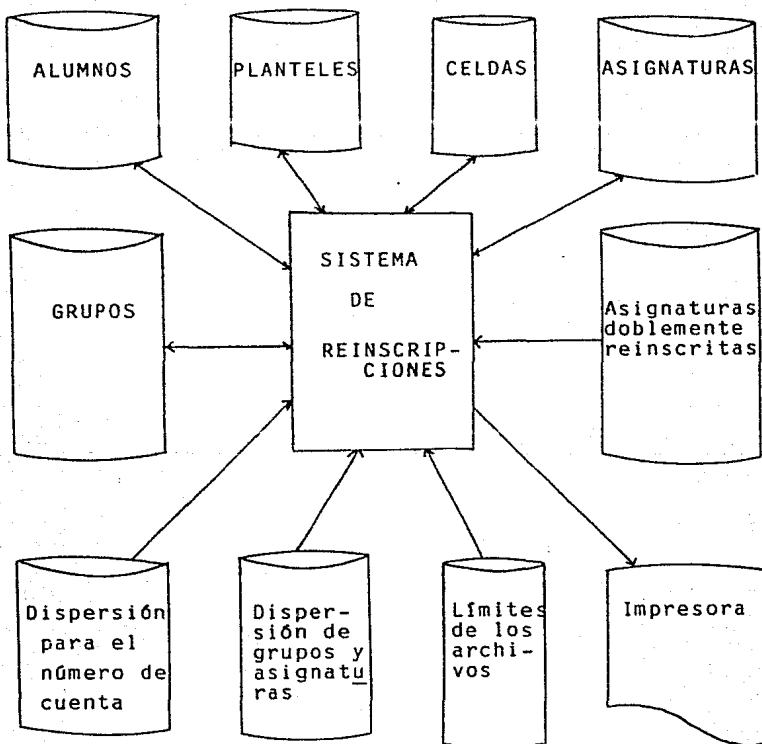 ALUMNOS
PLANTELES
CELDAS
ASIGNATURAS
GRUPOS
SISTEMA
DE
REINSCRIP-
CIONES
Asignaturas
doblemente
reinscritas
Dispersión
para el
número de
cuenta
Disper-
sión de
grupos y
asignatu
ras
Límites
de los
archi-
vos
Impresora